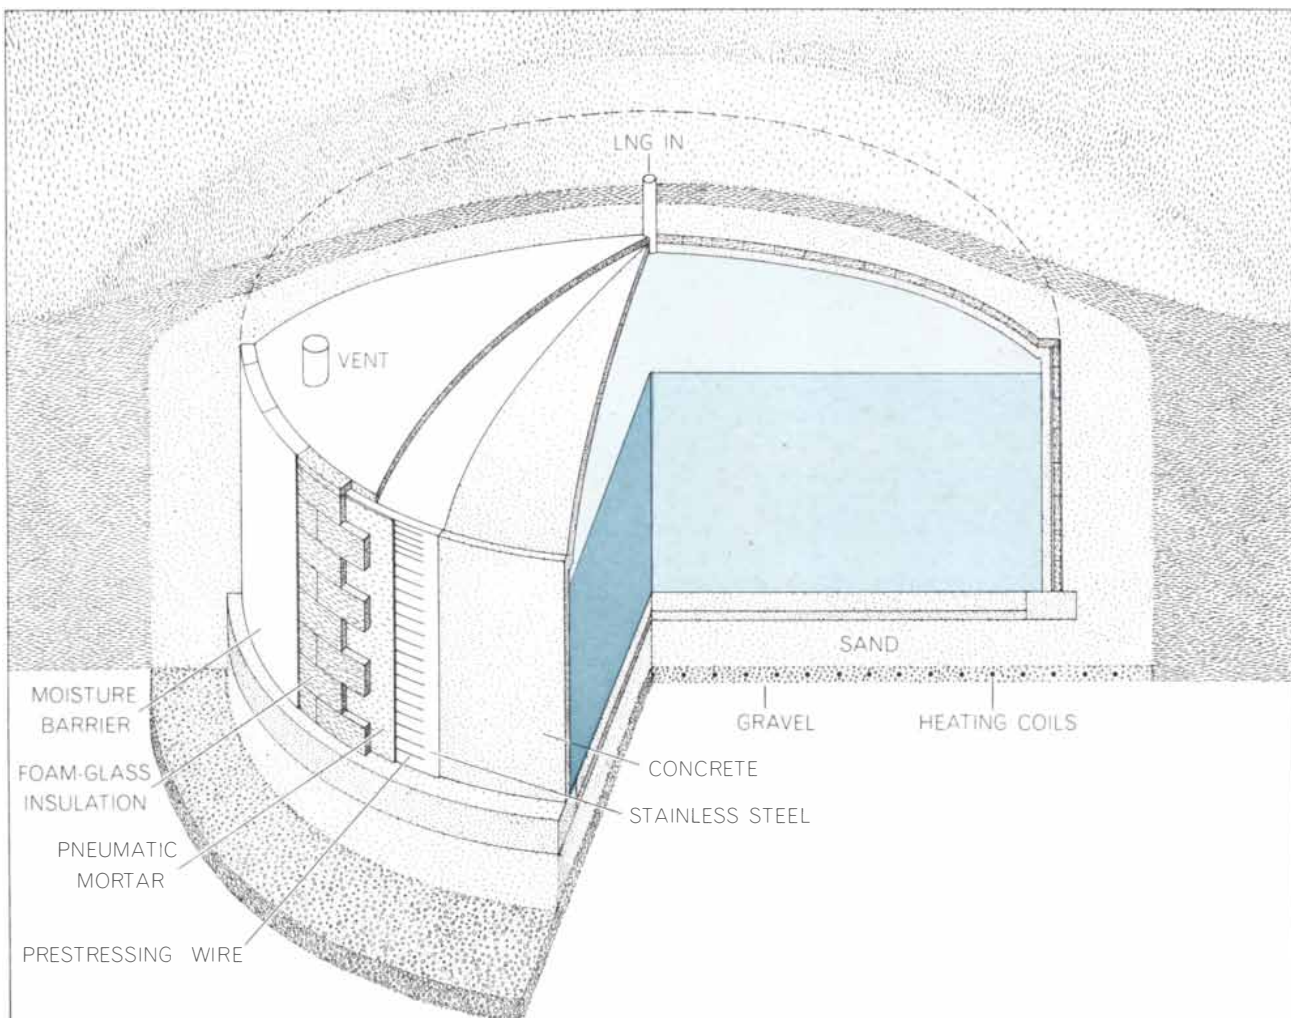 LNG IN
VENT
SAND
MOISTURE
BARRIER
GRAVEL
HEATING COILS
FOAM-GLASS
INSULATION
CONCRETE
STAINLESS STEEL
PNEUMATIC
MORTAR
PRESTRESSING WIRE